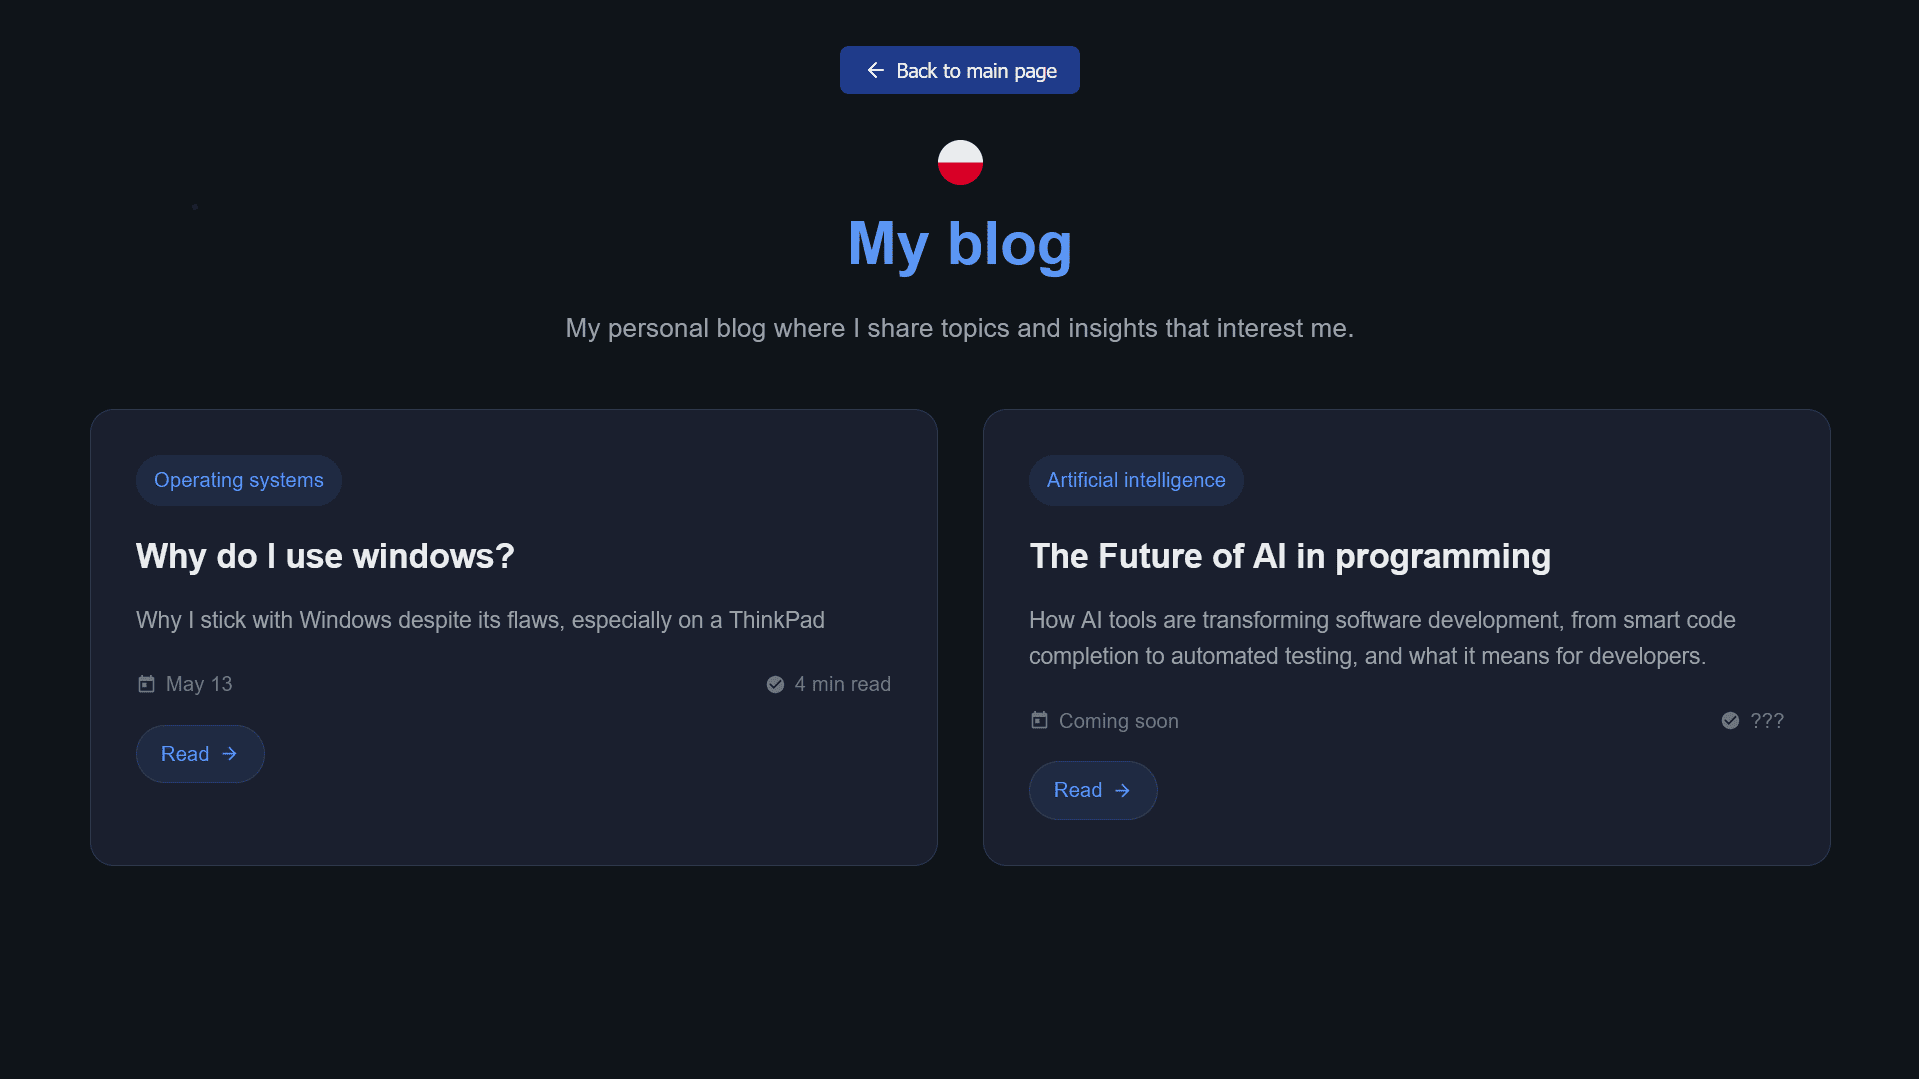 Back to main page
My blog
My personal blog where I share topics and insights that interest me.
Operating systems
Why do I use windows?
Why I stick with Windows despite its flaws, especially on a ThinkPad
May 13
4 min read
Read
Artificial intelligence
The Future of AI in programming
How AI tools are transforming software development, from smart code
completion to automated testing, and what it means for developers.
Coming soon
???
Read